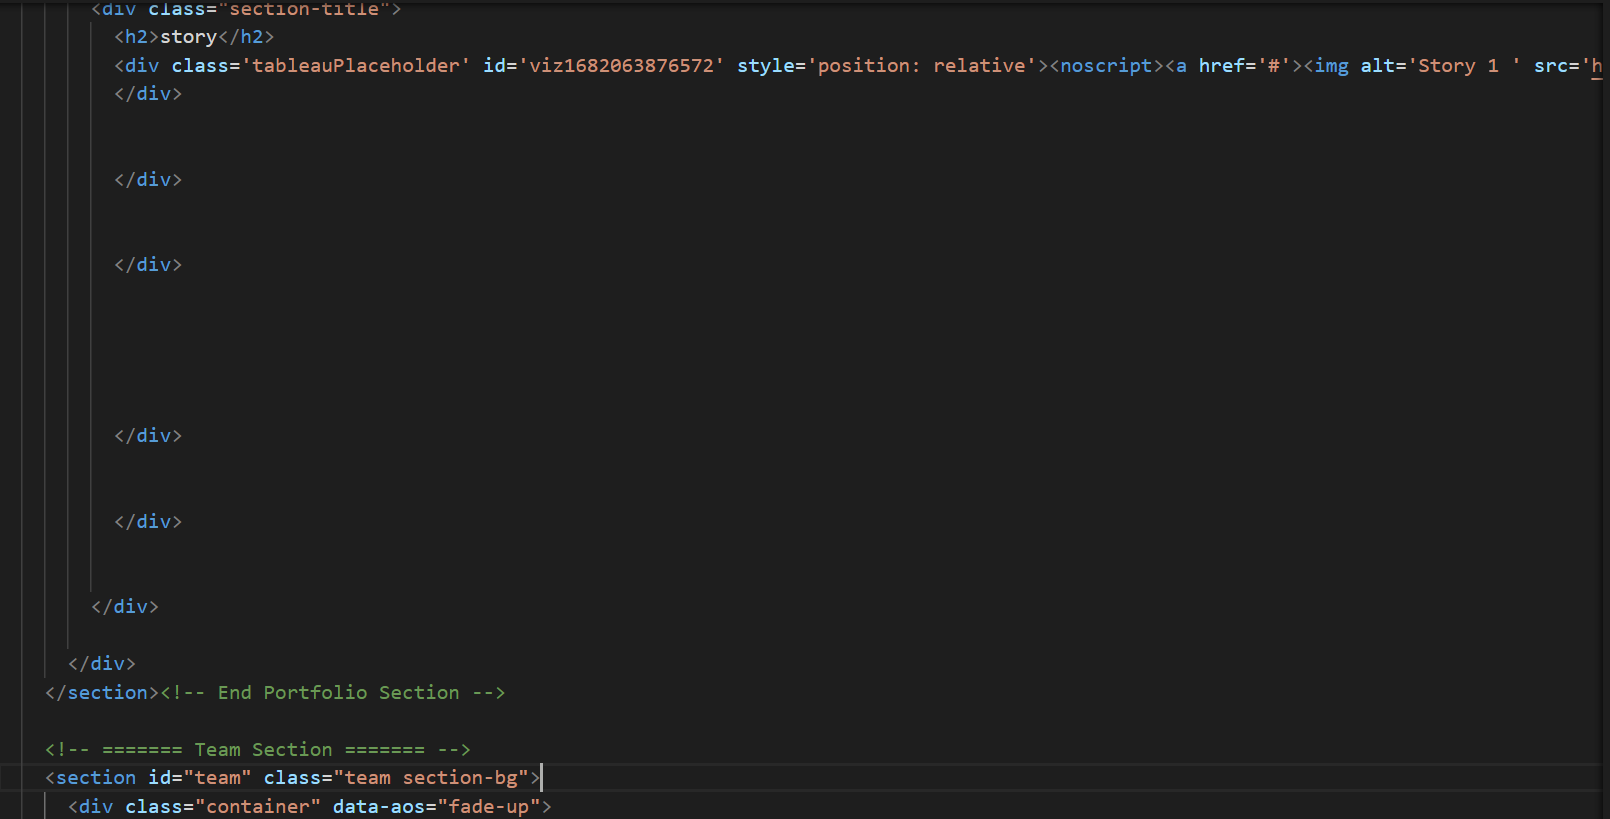 <div class="section-title">
<h2>story</h2>
<div class='tableauPlaceholder' id='viz1682063876572' style='position: relative'><noscript><a href='#'><img alt='Story 1 ' src='h
</div>
</div>
</div>
</div>
</div>
</div>
</div>
</section><!-- End Portfolio Section -->
<!-- ======= Team Section ======= -->
<section id="team" class="team section-bg">
<div class="container" data-aos="fade-up">